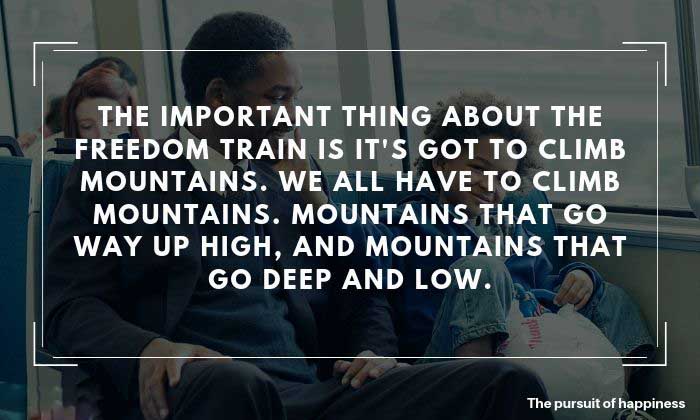 THE IMPORTANT THING ABOUT THE
FREEDOM TRAIN IS IT'S GOT TO CLIMB
MOUNTAINS. WE ALL HAVE TO CLIMB
MOUNTAINS. MOUNTAINS THAT GO
WAY UP HIGH, AND MOUNTAINS THAT
GO DEEP AND LOW.
The pursuit of happiness